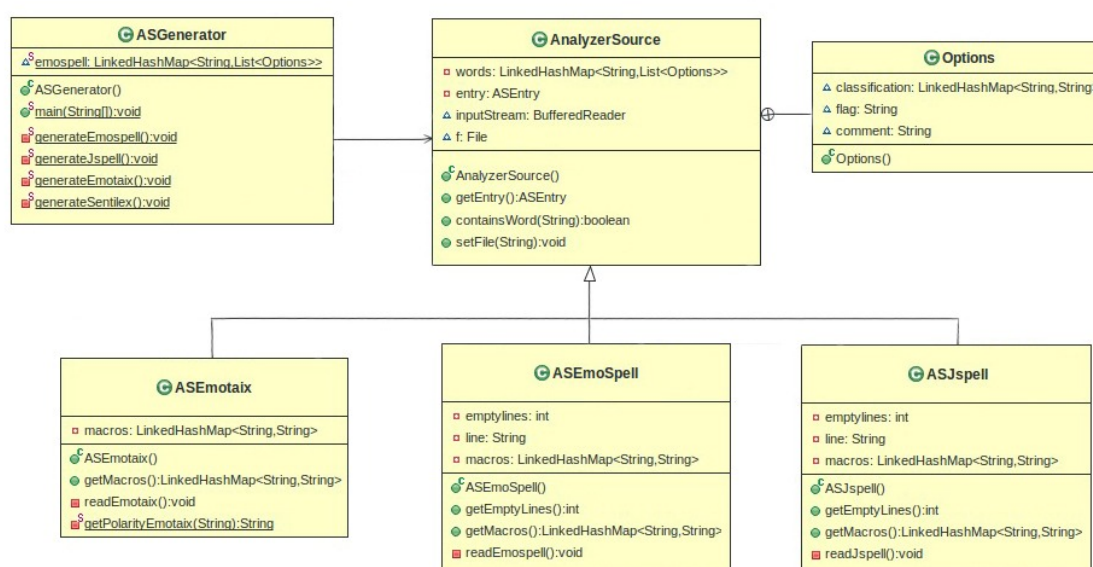 ASGenerator
emospell: LinkedHashMap<String,List<Options>>
ASGenerator()
main(String[]):void
generateEmospell():void
generateJspell():void
generateEmotaix():void
generateSentilex():void
AnalyzerSource
words: LinkedHashMap<String,List<Options>>
entry: ASEntry
inputStream: BufferedReader
f: File
AnalyzerSource()
getEntry():ASEntry
containsWord(String):boolean
setFile(String):void
Options
classification: LinkedHashMap<String,String>
flag: String
comment: String
Options()
ASEmotaix
macros: LinkedHashMap<String,String>
ASEmotaix()
getMacros():LinkedHashMap<String,String>
readEmotaix():void
getPolarityEmotaix(String):String
ASEmoSpell
emptylines: int
line: String
macros: LinkedHashMap<String,String>
ASEmoSpell()
getEmptyLines():int
getMacros():LinkedHashMap<String,String>
readEmospell():void
ASJspell
emptylines: int
line: String
macros: LinkedHashMap<String,String>
ASJspell()
getEmptyLines():int
getMacros():LinkedHashMap<String,String>
readJspell():void